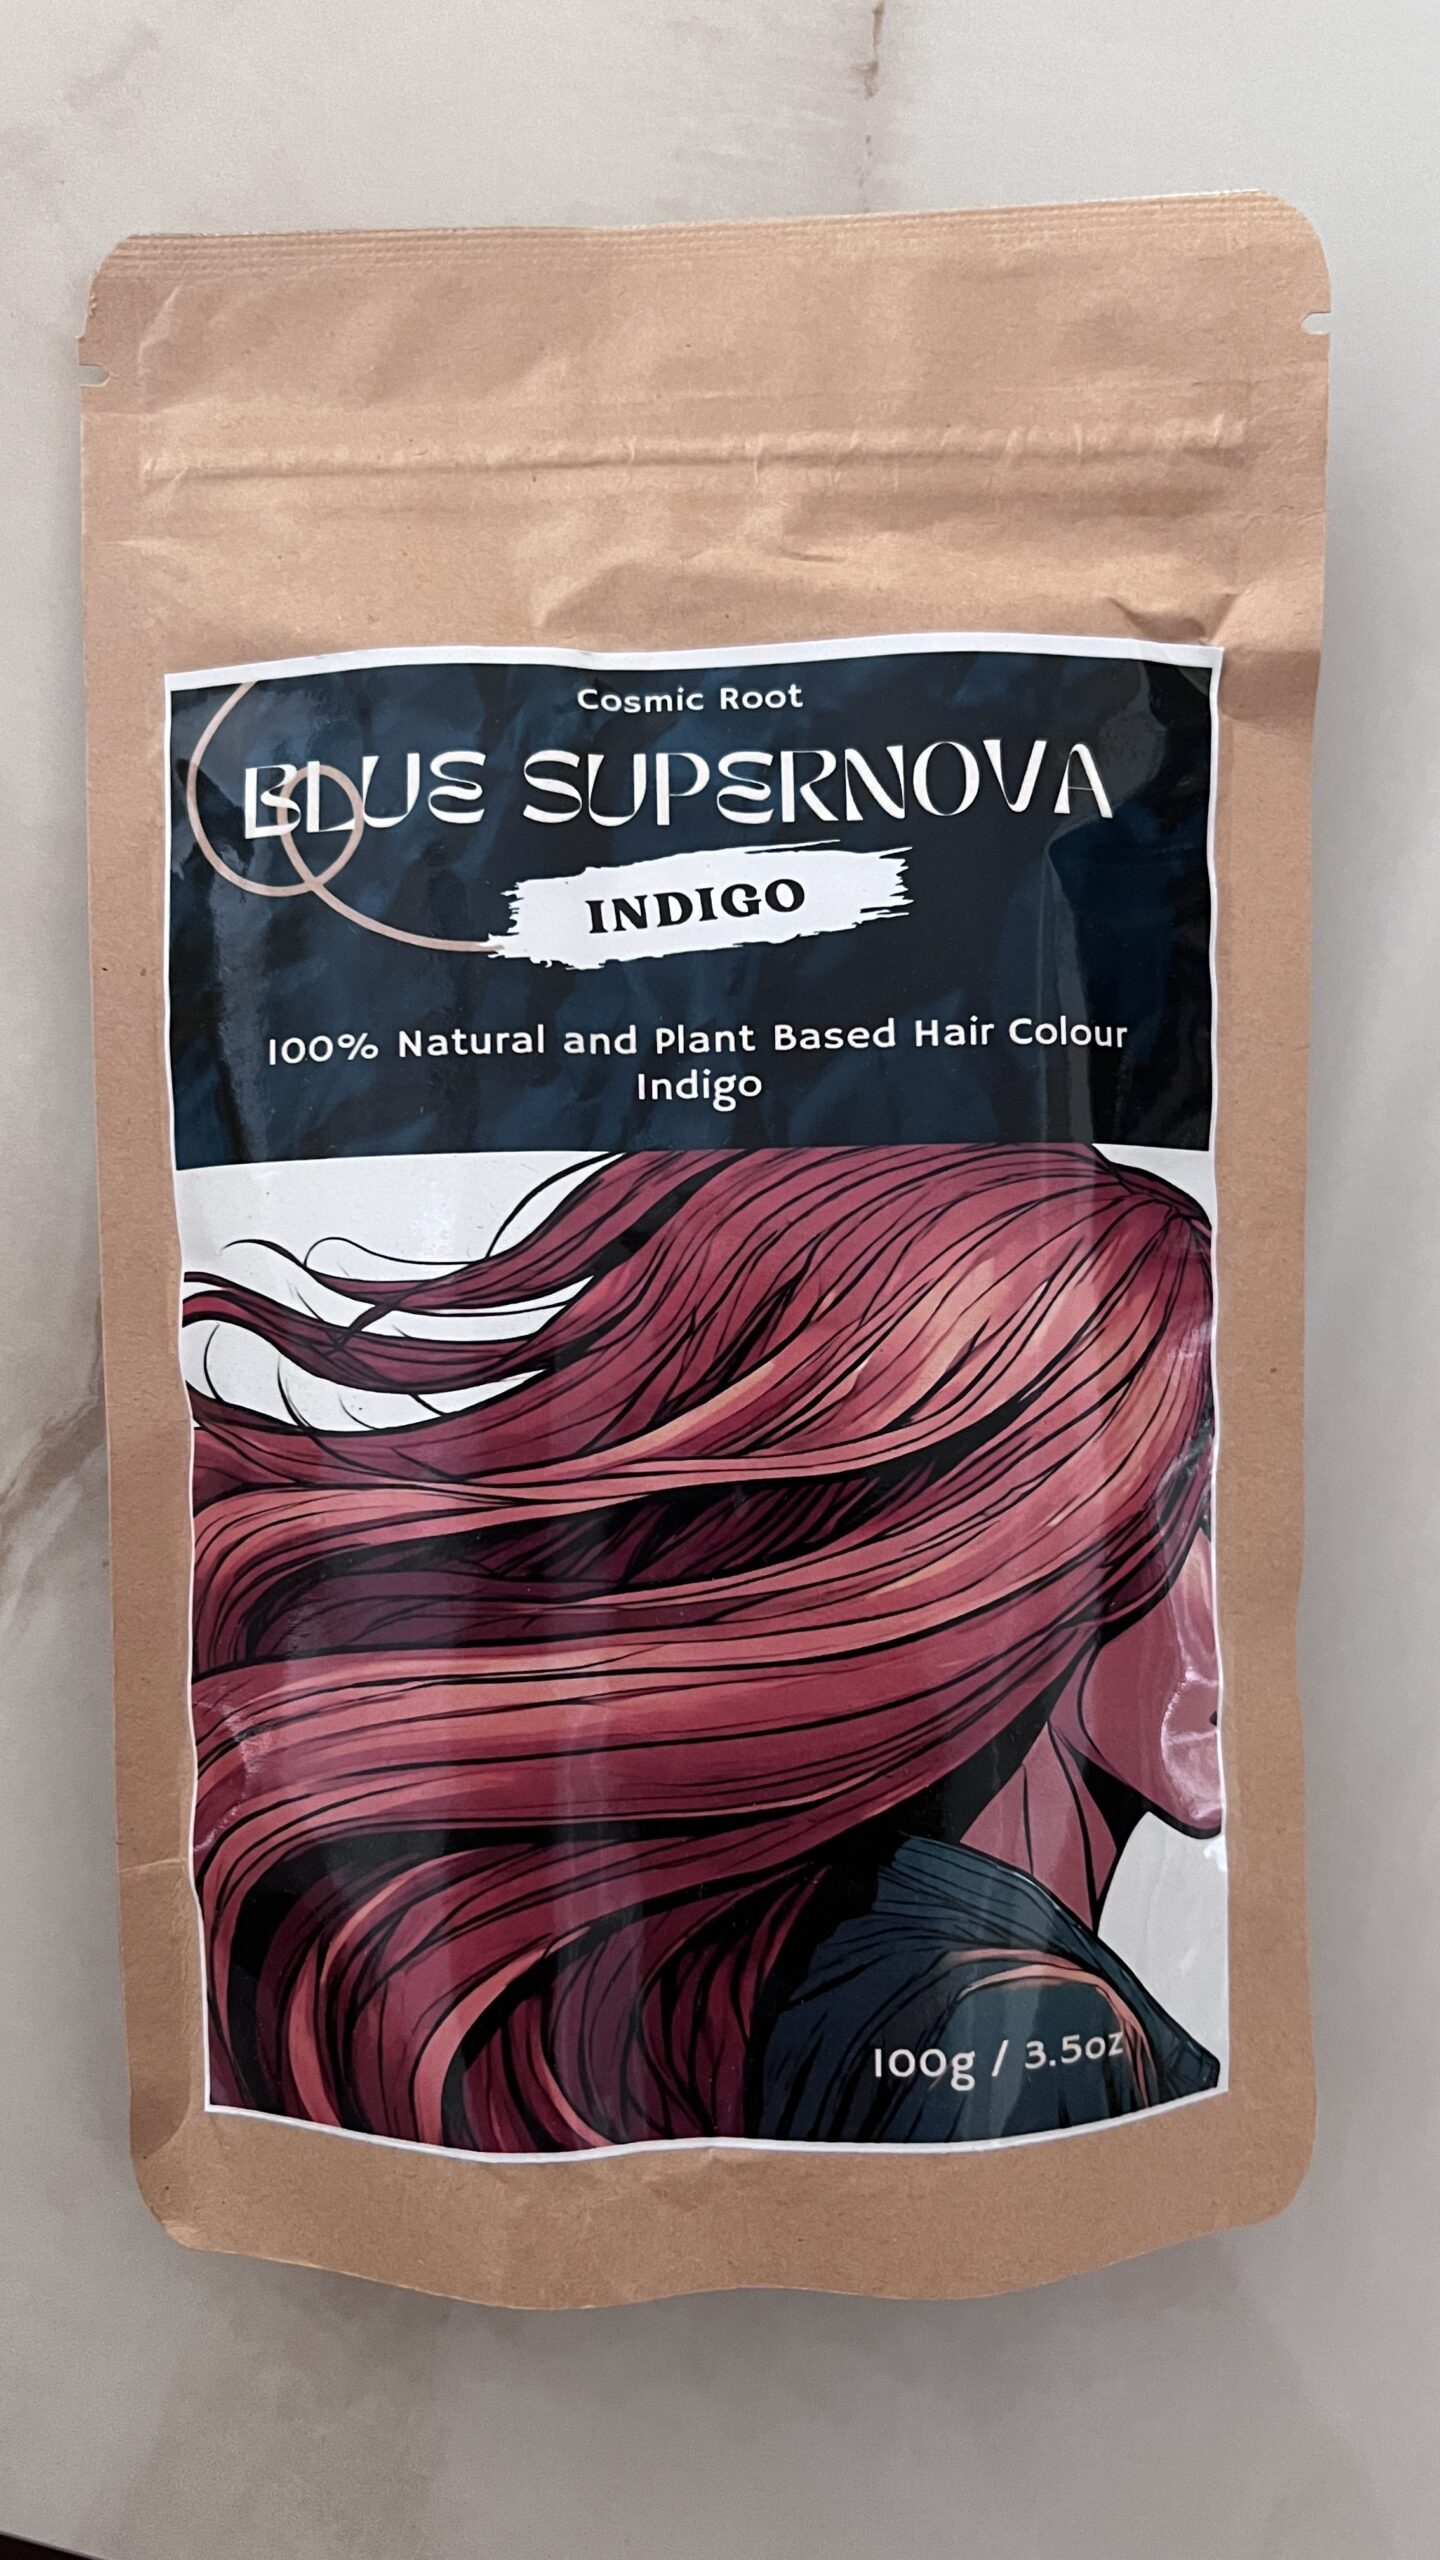 Cosmic Root
BLUE SUPERNOVA
INDIGO
100% Natural and Plant Based Hair Colour
Indigo
100g / 3.5oz